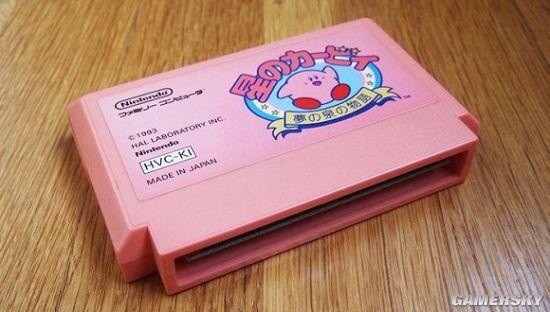 Nintendo
ファミリーコンピュータ
©1993
HAL LABORATORY INC.
Nintendo
HVC-KI
MADE IN JAPAN
星のカービィ
夢の泉の物語
GAMERSKY